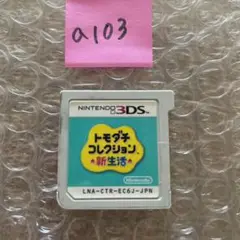 a103
NINTENDO 3DS
トモダチ
コレクション
新生活
Nintendo
LNA-CTR-EC6J-JPN